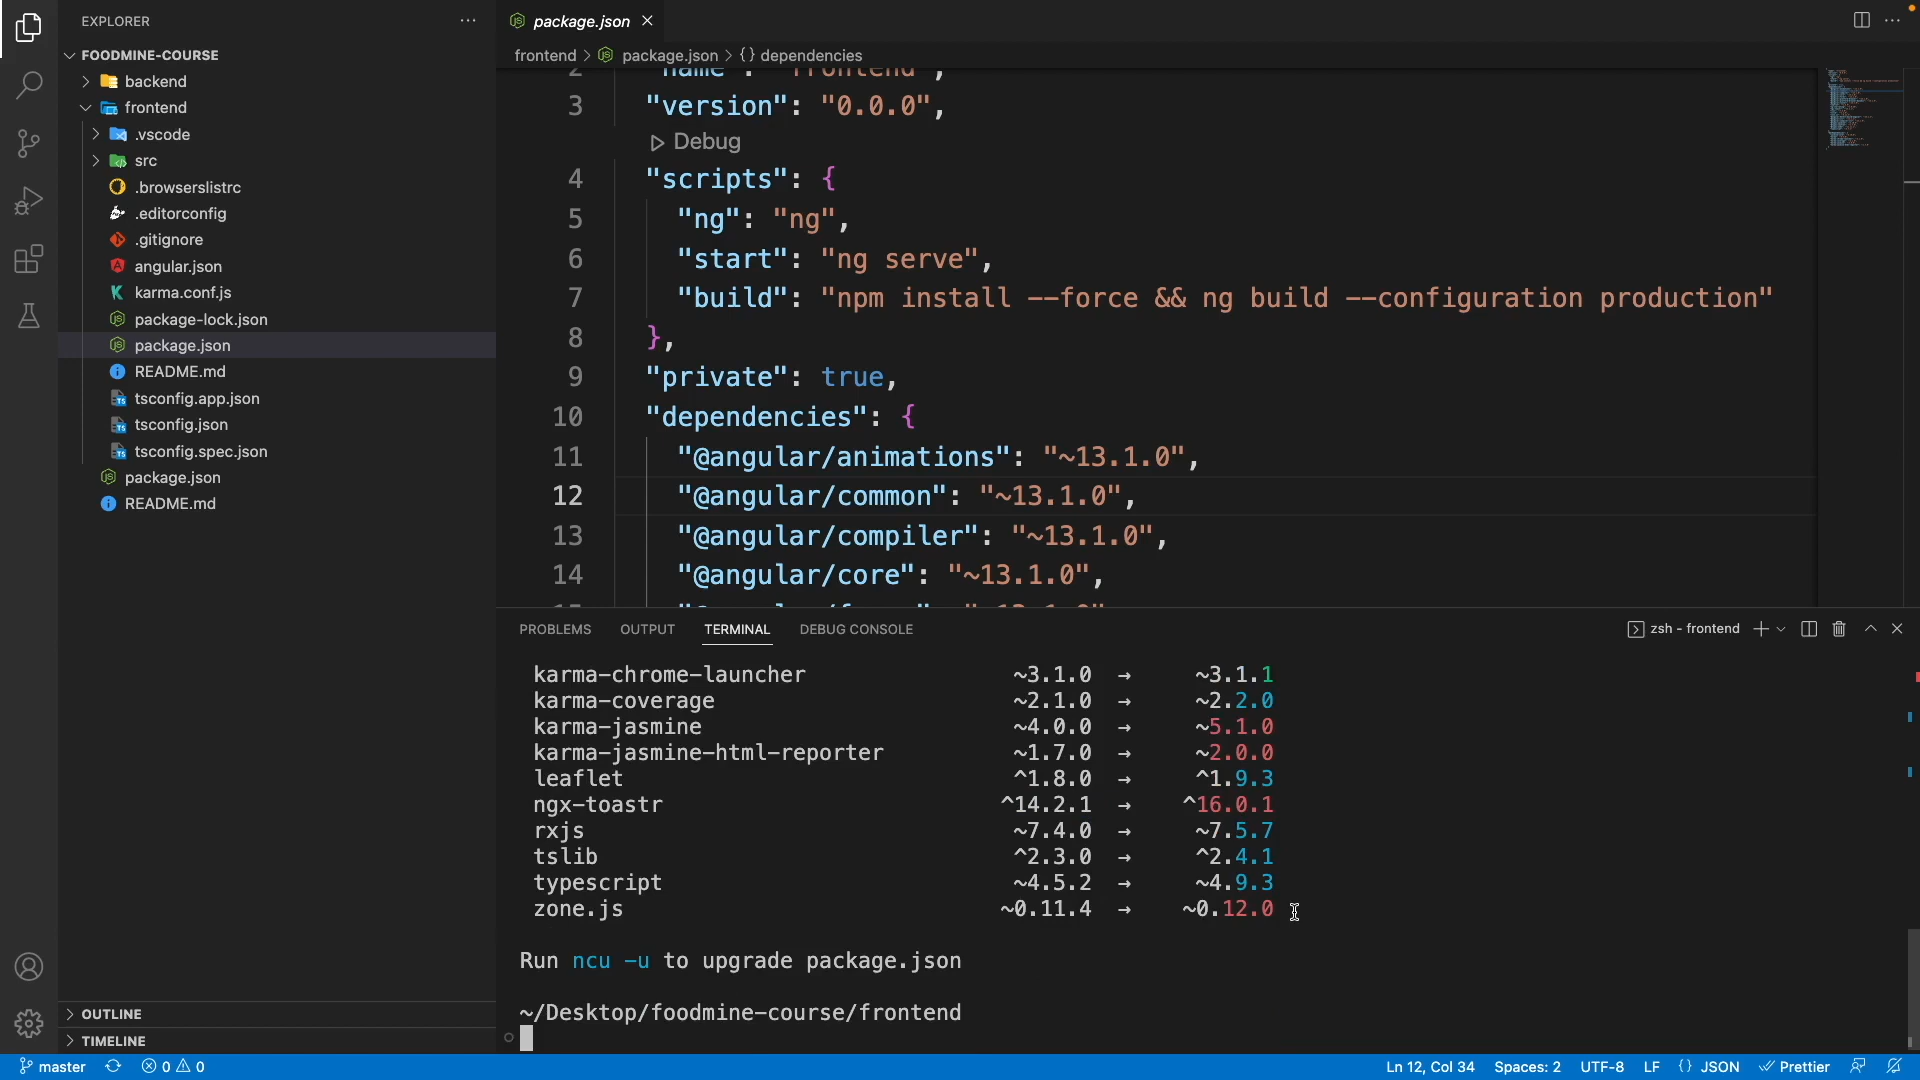 EXPLORER
FOODMINE-COURSE
backend
frontend
.vscode
src
.browserslistrc
.editorconfig
.gitignore
angular.json
karma.conf.js
package-lock.json
package.json
README.md
tsconfig.app.json
tsconfig.json
tsconfig.spec.json
package.json
README.md
OUTLINE
TIMELINE
package.json
frontend > package.json > {} dependencies
2 "name": "frontend",
3 "version": "0.0.0",
Debug
4 "scripts": {
5 "ng": "ng",
6 "start": "ng serve",
7 "build": "npm install --force && ng build --configuration production"
8 },
9 "private": true,
10 "dependencies": {
11 "@angular/animations": "~13.1.0",
12 "@angular/common": "~13.1.0",
13 "@angular/compiler": "~13.1.0",
14 "@angular/core": "~13.1.0",
PROBLEMS OUTPUT TERMINAL DEBUG CONSOLE zsh - frontend
karma-chrome-launcher ~3.1.0 → ~3.1.1
karma-coverage ~2.1.0 → ~2.2.0
karma-jasmine ~4.0.0 → ~5.1.0
karma-jasmine-html-reporter ~1.7.0 → ~2.0.0
leaflet ^1.8.0 → ^1.9.3
ngx-toastr ^14.2.1 → ^16.0.1
rxjs ~7.4.0 → ~7.5.7
tslib ^2.3.0 → ^2.4.1
typescript ~4.5.2 → ~4.9.3
zone.js ~0.11.4 → ~0.12.0
Run ncu -u to upgrade package.json
~/Desktop/foodmine-course/frontend
master 0 0 Ln 12, Col 34 Spaces: 2 UTF-8 LF {} JSON Prettier